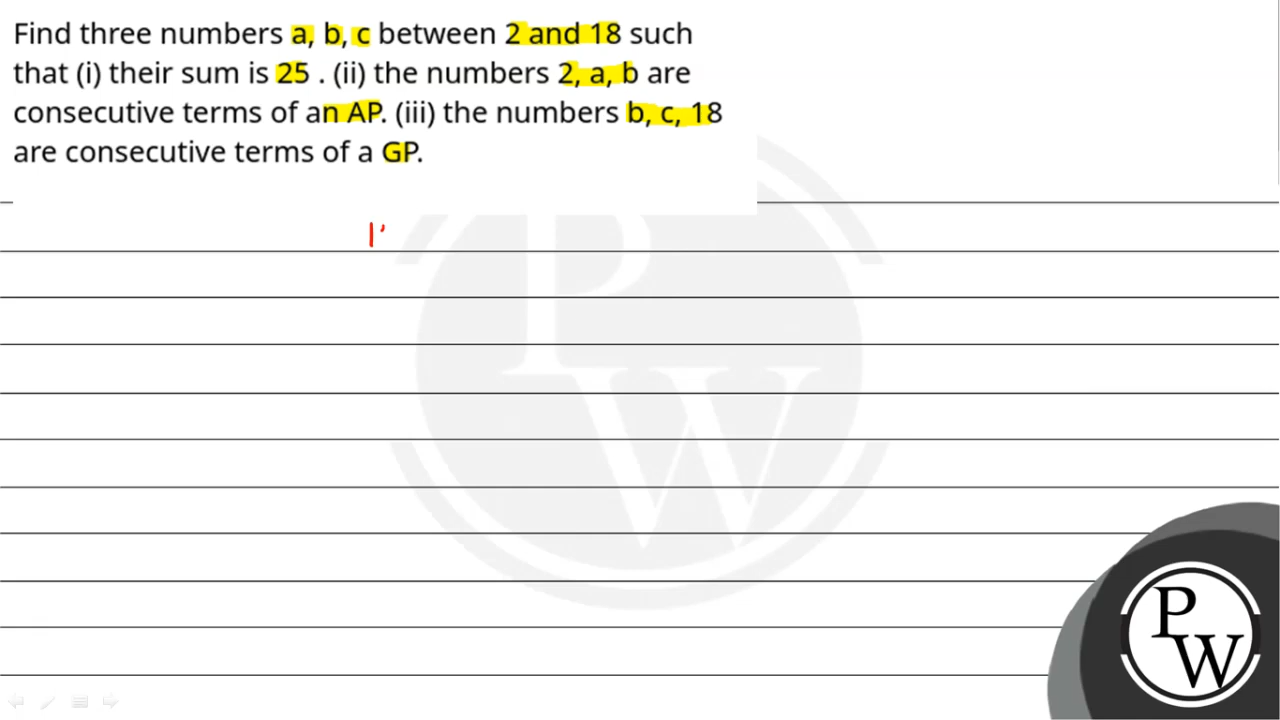 Find three numbers a, b, c between 2 and 18 such
that (i) their sum is 25 . (ii) the numbers 2, a, b are
consecutive terms of an AP. (iii) the numbers b, c, 18
are consecutive terms of a GP.
P
W
P
W